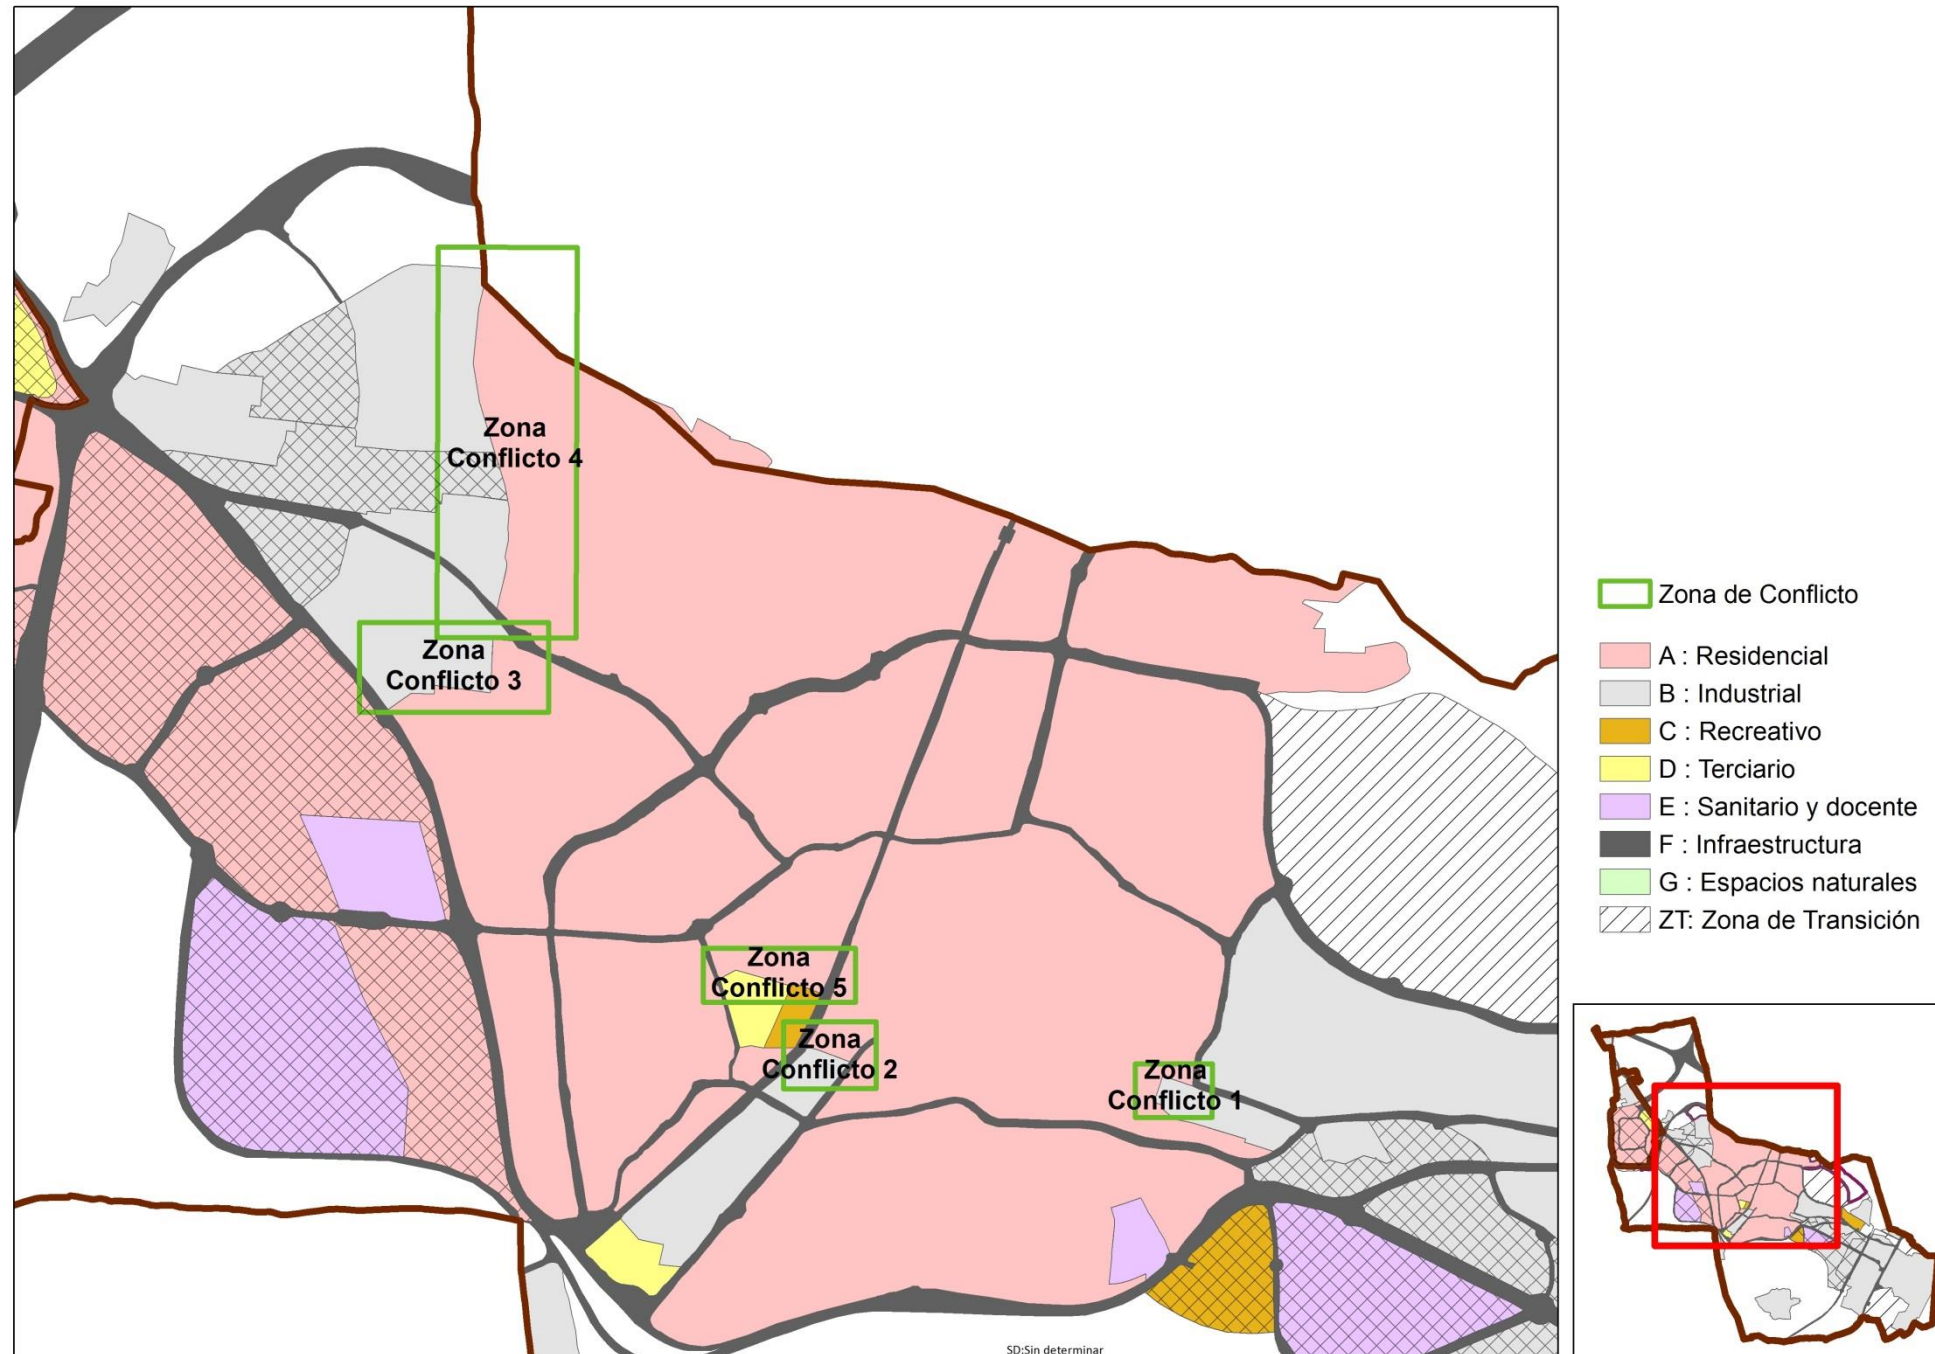 Zona
Conflicto 4
Zona
Conflicto 3
Zona
Conflicto 5
Zona
Conflicto 2
Zona
Conflicto 1
Zona de Conflicto
A : Residencial
B : Industrial
C : Recreativo
D : Terciario
E : Sanitario y docente
F : Infraestructura
G : Espacios naturales
ZT: Zona de Transición
SD:Sin determinar